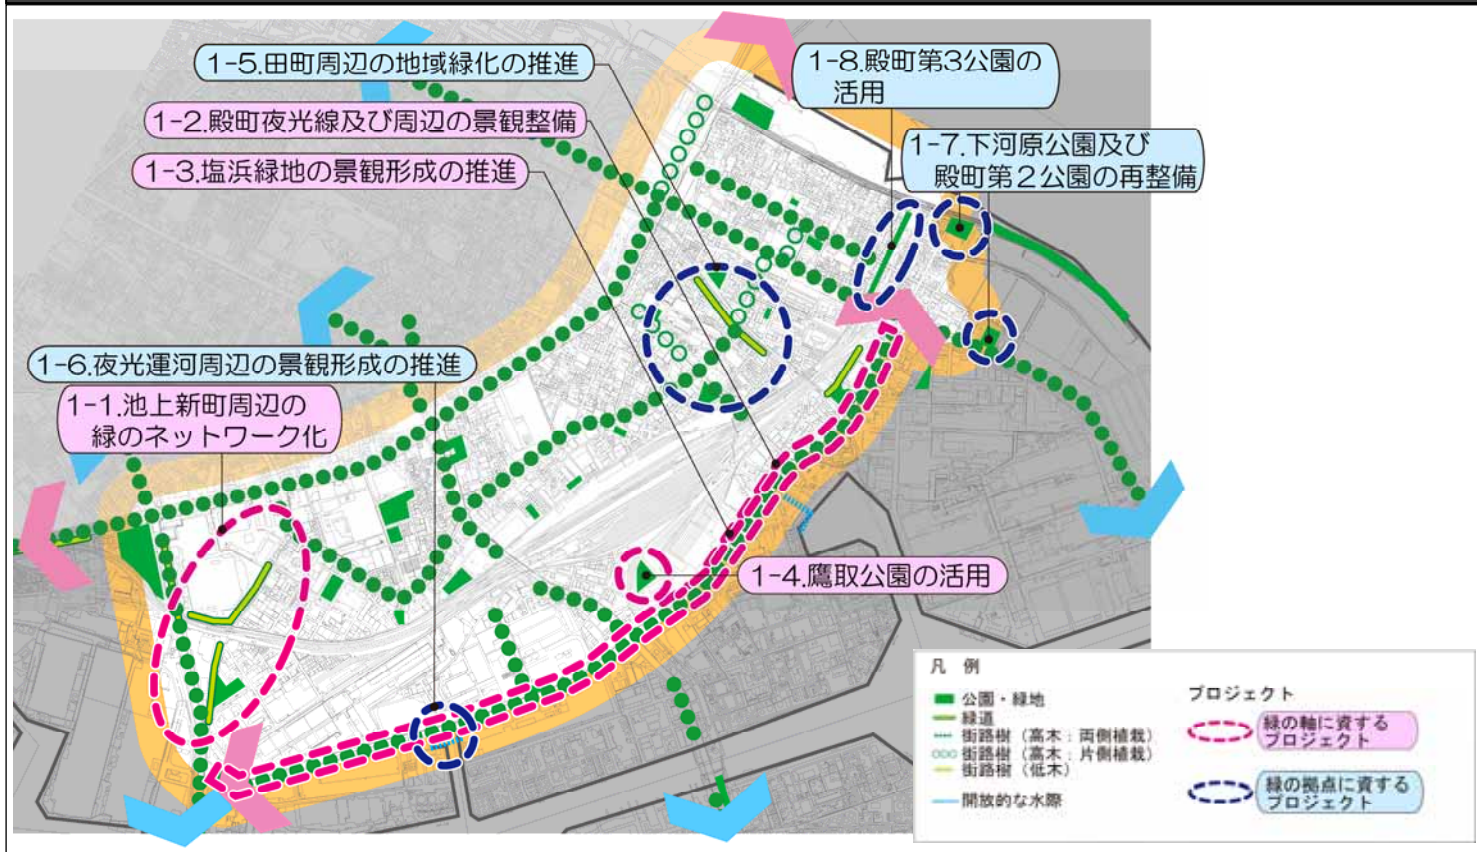 1-5.田町周辺の地域緑化の推進
1-2.殿町夜光線及び周辺の景観整備
1-3.塩浜緑地の景観形成の推進
1-8.殿町第3公園の
活用
1-7.下河原公園及び
殿町第2公園の再整備
1-6.夜光運河周辺の景観形成の推進
1-1.池上新町周辺の
緑のネットワーク化
1-4.鷹取公園の活用
凡 例
公園・緑地
緑道
街路樹（高木：両側植栽）
街路樹（高木：片側植栽）
街路樹（低木）
開放的な水際
プロジェクト
緑の軸に資する
プロジェクト
緑の拠点に資する
プロジェクト